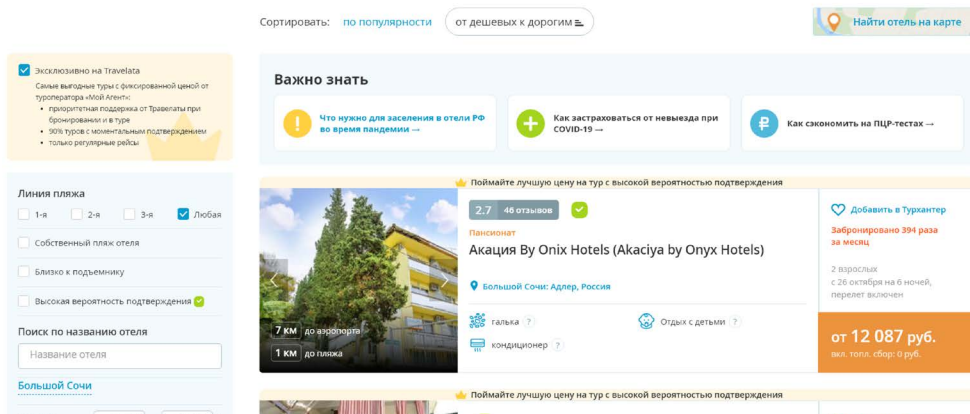 Сортировать: по популярности от дешевых к дорогим
Найти отель на карте
Эксклюзивно на Travelata
Самые выгодные туры с фиксированной ценой от
туроператора «Мой Агент»:
• приоритетная поддержка от Травелаты при
бронировании и в туре
• 90% туров с моментальным подтверждением
• только регулярные рейсы
Линия пляжа
1-я 2-я 3-я Любая
Собственный пляж отеля
Близко к подъемнику
Высокая вероятность подтверждения
Поиск по названию отеля
Название отеля
Большой Сочи
Важно знать
Что нужно для заселения в отели РФ
во время пандемии →
Как застраховаться от невыезда при
COVID-19 →
Как сэкономить на ПЦР-тестах →
Поймайте лучшую цену на тур с высокой вероятностью подтверждения
7 км до аэропорта
1 км до пляжа
2.7 46 отзывов
Пансионат
Акация By Onix Hotels (Akaciya by Onyx Hotels)
Большой Сочи: Адлер, Россия
галька ?
Отдых с детьми ?
кондиционер ?
Добавить в Турхантер
Забронировано 394 раза
за месяц
2 взрослых
с 26 октября на 6 ночей,
перелет включен
от 12 087 руб.
вкл. топл. сбор: 0 руб.
Поймайте лучшую цену на тур с высокой вероятностью подтверждения